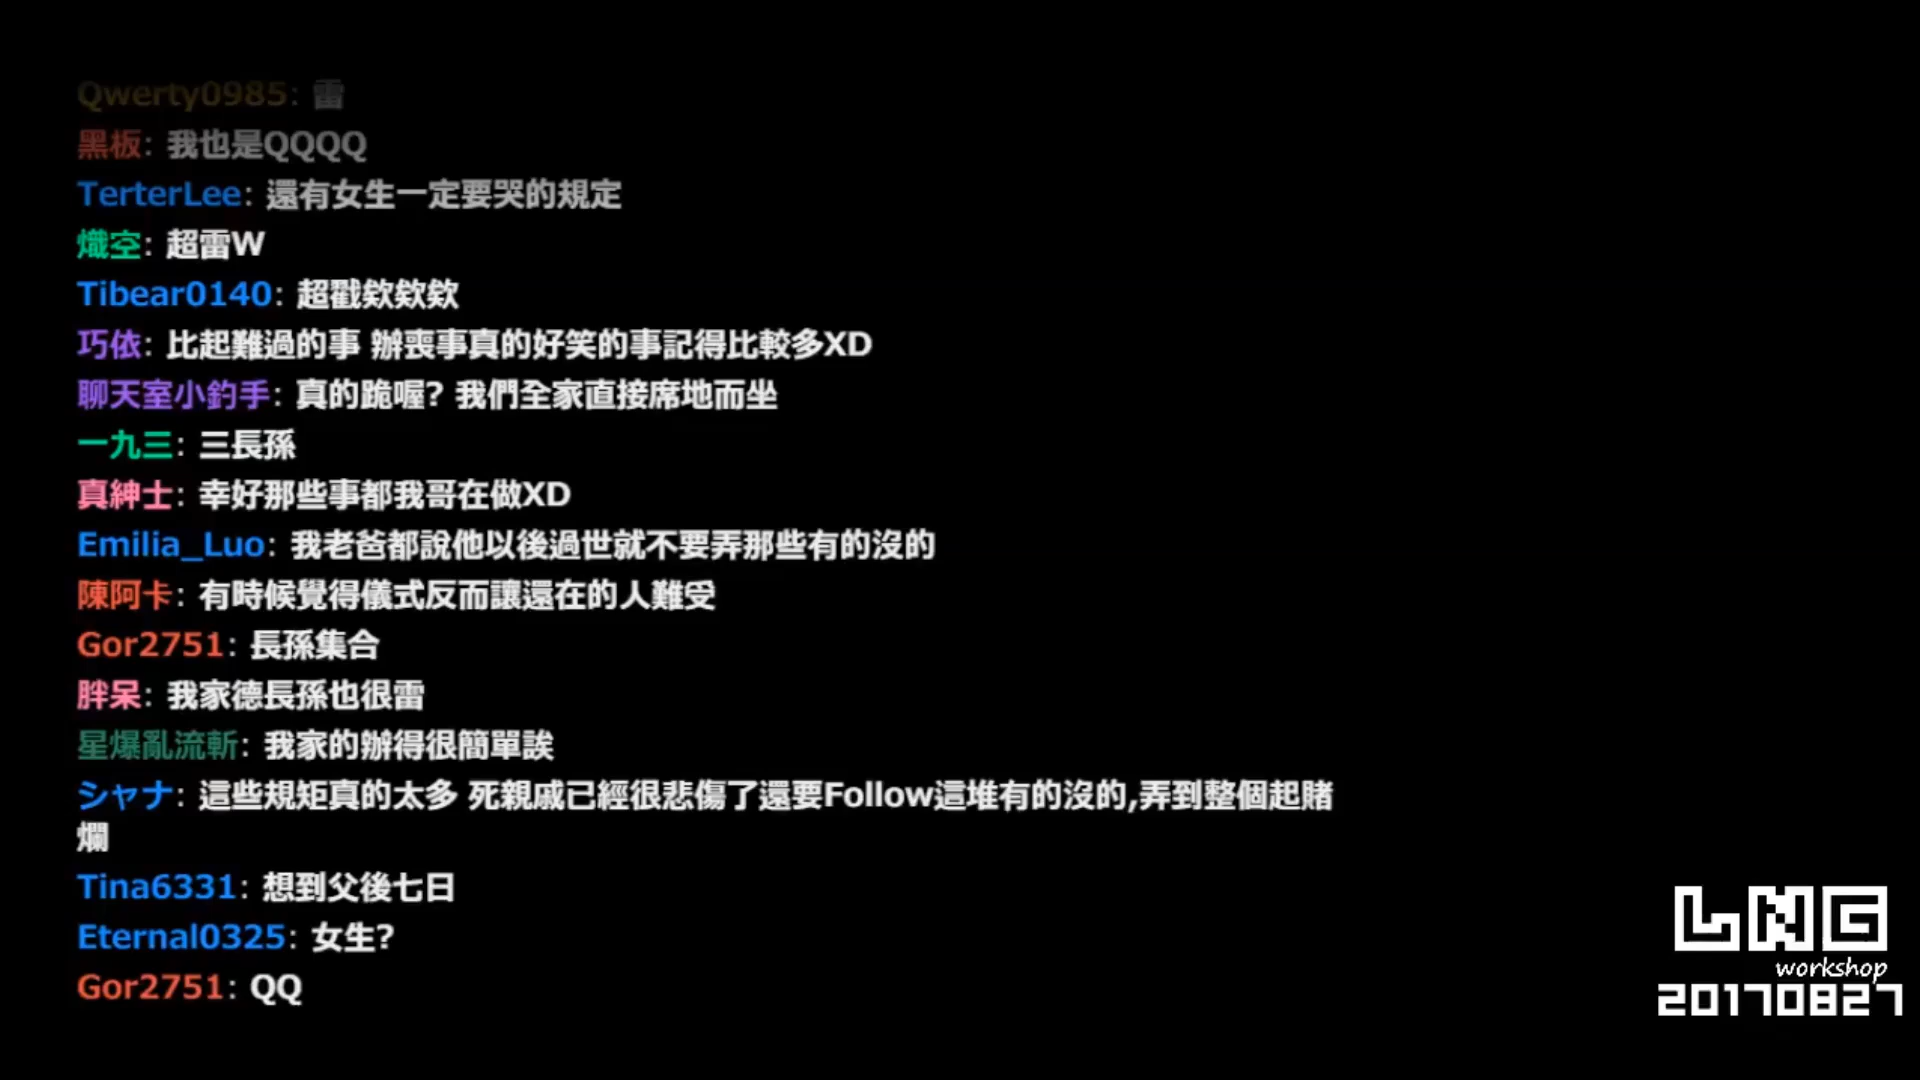 Qwerty0985: 雷
黑板: 我也是QQQQ
TerterLee: 還有女生一定要哭的規定
熾空: 超雷W
Tibear0140: 超戳欸欸欸
巧依: 比起難過的事 辦喪事真的好笑的事記得比較多XD
聊天室小釣手: 真的跪喔? 我們全家直接席地而坐
一九三: 三長孫
真紳士: 幸好那些事都我哥在做XD
Emilia_Luo: 我老爸都說他以後過世就不要弄那些有的沒的
陳阿卡: 有時候覺得儀式反而讓還在的人難受
Gor2751: 長孫集合
胖呆: 我家德長孫也很雷
星爆亂流斬: 我家的辦得很簡單誒
シャナ: 這些規矩真的太多 死親戚已經很悲傷了還要Follow這堆有的沒的,弄到整個起賭
爛
Tina6331: 想到父後七日
Eternal0325: 女生?
Gor2751: QQ
LNG
workshop
20170827